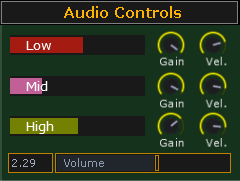 Audio Controls
Low
Gain Vel.
Mid
Gain Vel.
High
Gain Vel.
2.29 Volume